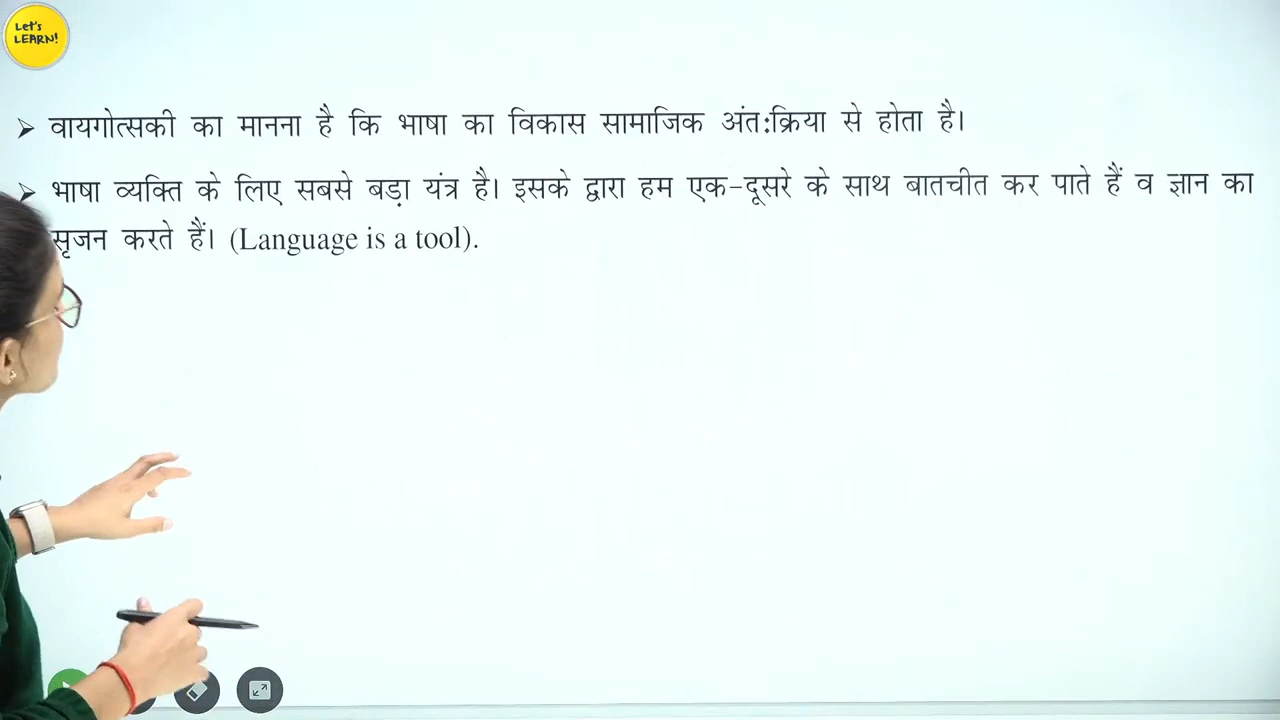 Let's
LEARN!
➢ वायगोत्सकी का मानना है कि भाषा का विकास सामाजिक अंत:क्रिया से होता है।
➢ भाषा व्यक्ति के लिए सबसे बड़ा यंत्र है। इसके द्वारा हम एक-दूसरे के साथ बातचीत कर पाते हैं व ज्ञान का
सृजन करते हैं। (Language is a tool).